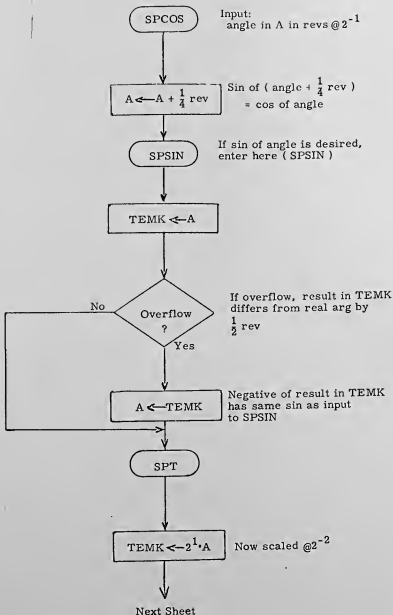 SPCOS
Input:
angle in A in revs @2⁻¹
A ← A + 1/4 rev
Sin of ( angle + 1/4 rev )
= cos of angle
SPSIN
If sin of angle is desired,
enter here ( SPSIN )
TEMK ← A
No
Overflow
?
Yes
If overflow, result in TEMK
differs from real arg by
1/2 rev
A ← TEMK
Negative of result in TEMK
has same sin as input
to SPSIN
SPT
TEMK ← 2¹·A
Now scaled @2⁻²
Next Sheet